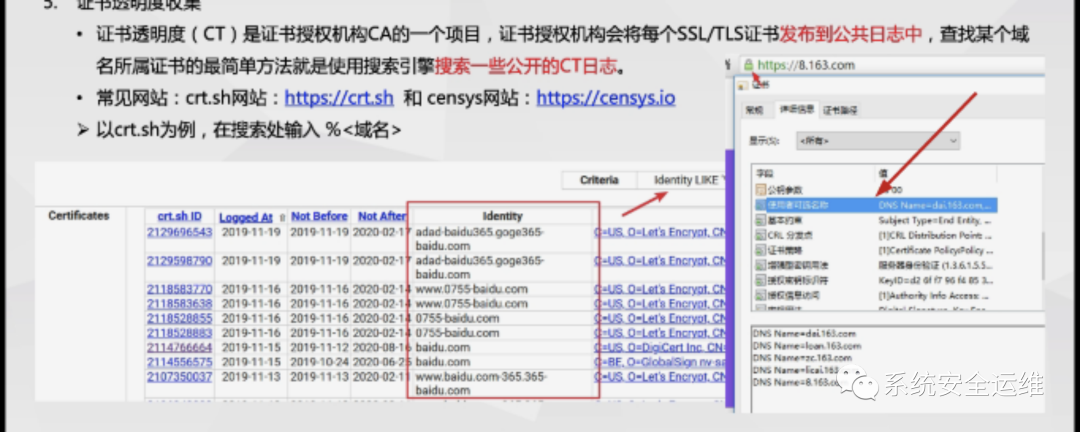 5. 证书透明度收集
• 证书透明度（CT）是证书授权机构CA的一个项目，证书授权机构会将每个SSL/TLS证书发布到公共日志中，查找某个域
名所属证书的最简单方法就是使用搜索引擎搜索一些公开的CT日志。
• 常见网站：crt.sh网站：https://crt.sh 和 censys网站：https://censys.io
➤ 以crt.sh为例，在搜索处输入 %<域名>
Criteria Identity LIKE
Certificates crt.sh ID Logged At ⇧ Not Before Not After Identity
2129696543 2019-11-19 2019-11-19 2020-02-17 adad-baidu365.goge365-
baidu.com C=US, O=Let's Encrypt, CN
2129598790 2019-11-19 2019-11-19 2020-02-17 adad-baidu365.goge365-
baidu.com C=US, O=Let's Encrypt, CN
2118583770 2019-11-16 2019-11-16 2020-02-14 www.0755-baidu.com C=US, O=Let's Encrypt, CN
2118583638 2019-11-16 2019-11-16 2020-02-14 www.0755-baidu.com C=US, O=Let's Encrypt, CN
2118528855 2019-11-16 2019-11-16 2020-02-14 0755-baidu.com C=US, O=Let's Encrypt, CN
2118528883 2019-11-16 2019-11-16 2020-02-14 0755-baidu.com C=US, O=Let's Encrypt, CN
2114766664 2019-11-15 2019-11-12 2020-08-16 baidu.com C=US, O=DigiCert Inc, CN=
2114556575 2019-11-15 2019-10-24 2020-06-25 baidu.com C=BE, O=GlobalSign nv-sa
2107350037 2019-11-13 2019-11-13 2020-02-11 www.baidu.com-365.365-
baidu.com C=US, O=Let's Encrypt, CN
https://8.163.com
证书
常规 详细信息 证书路径
显示(S): <所有>
字段 值
公钥参数
使用者可选名称 DNS Name=dai.163.com, ...
基本约束 Subject Type=End Entity, ...
CRL 分发点 [1]CRL Distribution Point: ...
证书策略 [1]Certificate Policy:Policy ...
增强型密钥用法 服务器身份验证 (1.3.6.1.5.5...
授权密钥标识符 KeyID=d2 6f f7 96 f4 85 3...
授权信息访问 [1]Authority Info Access: ...
DNS Name=dai.163.com
DNS Name=loan.163.com
DNS Name=zc.163.com
DNS Name=licai.163.com
DNS Name=8.163.com
系统安全运维